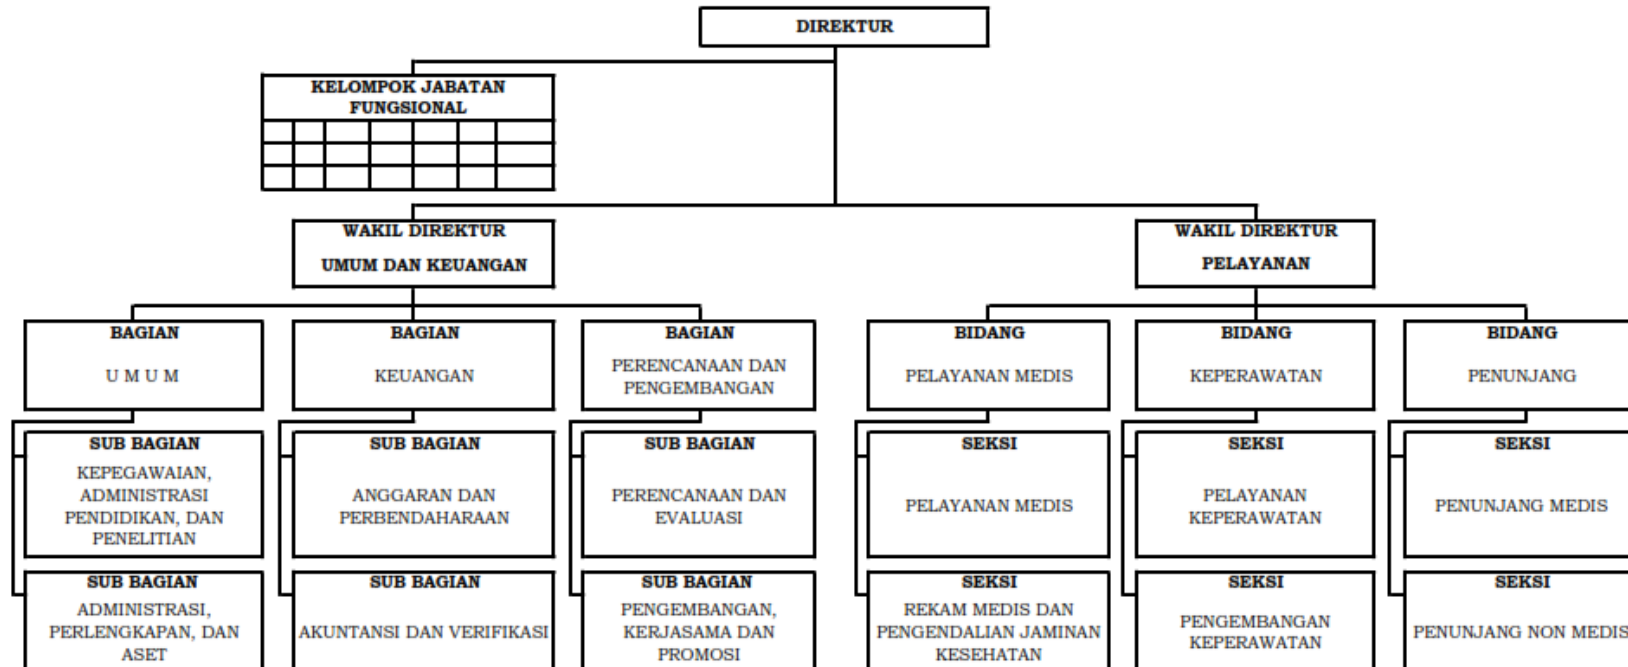 DIREKTUR
KELOMPOK JABATAN
FUNGSIONAL
WAKIL DIREKTUR
UMUM DAN KEUANGAN
WAKIL DIREKTUR
PELAYANAN
BAGIAN
U M U M
BAGIAN
KEUANGAN
BAGIAN
PERENCANAAN DAN
PENGEMBANGAN
BIDANG
PELAYANAN MEDIS
BIDANG
KEPERAWATAN
BIDANG
PENUNJANG
SUB BAGIAN
KEPEGAWAIAN,
ADMINISTRASI
PENDIDIKAN, DAN
PENELITIAN
SUB BAGIAN
ANGGARAN DAN
PERBENDAHARAAN
SUB BAGIAN
PERENCANAAN DAN
EVALUASI
SEKSI
PELAYANAN MEDIS
SEKSI
PELAYANAN
KEPERAWATAN
SEKSI
PENUNJANG MEDIS
SUB BAGIAN
ADMINISTRASI,
PERLENGKAPAN, DAN
ASET
SUB BAGIAN
AKUNTANSI DAN VERIFIKASI
SUB BAGIAN
PENGEMBANGAN,
KERJASAMA DAN
PROMOSI
SEKSI
REKAM MEDIS DAN
PENGENDALIAN JAMINAN
KESEHATAN
SEKSI
PENGEMBANGAN
KEPERAWATAN
SEKSI
PENUNJANG NON MEDIS